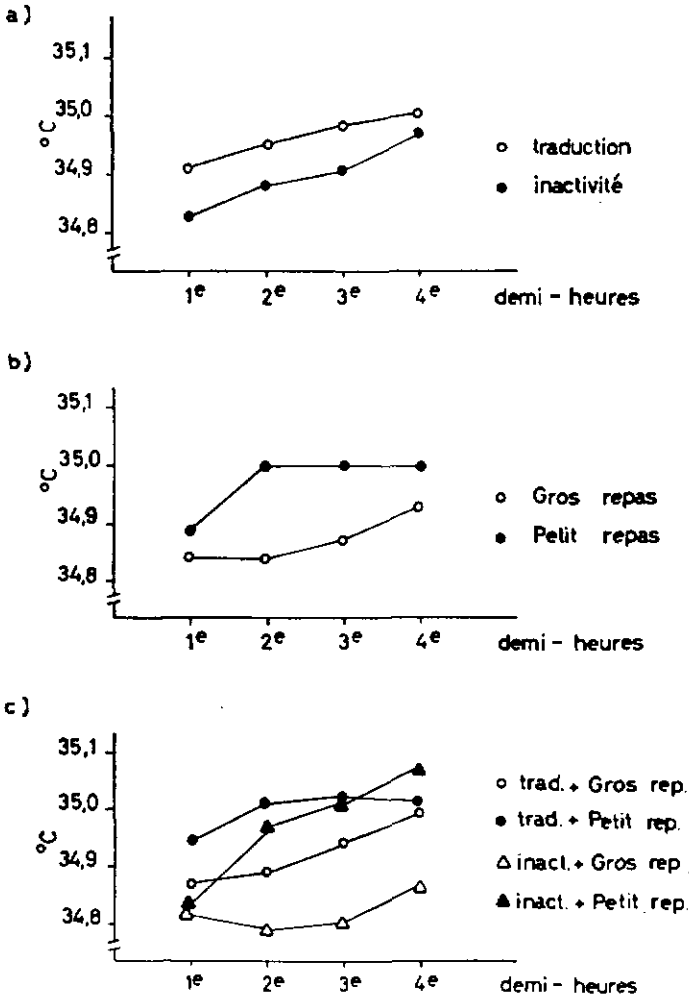 a)
35,1
35,0
34,9
34,8
°C
○ traduction
● inactivité
1e 2e 3e 4e demi - heures
b)
35,1
35,0
34,9
34,8
°C
○ Gros repas
● Petit repas
1e 2e 3e 4e demi - heures
c)
35,1
35,0
34,9
34,8
°C
○ trad. + Gros rep.
● trad. + Petit rep.
△ inact. + Gros rep
▲ inact. + Petit rep.
1e 2e 3e 4e demi - heures